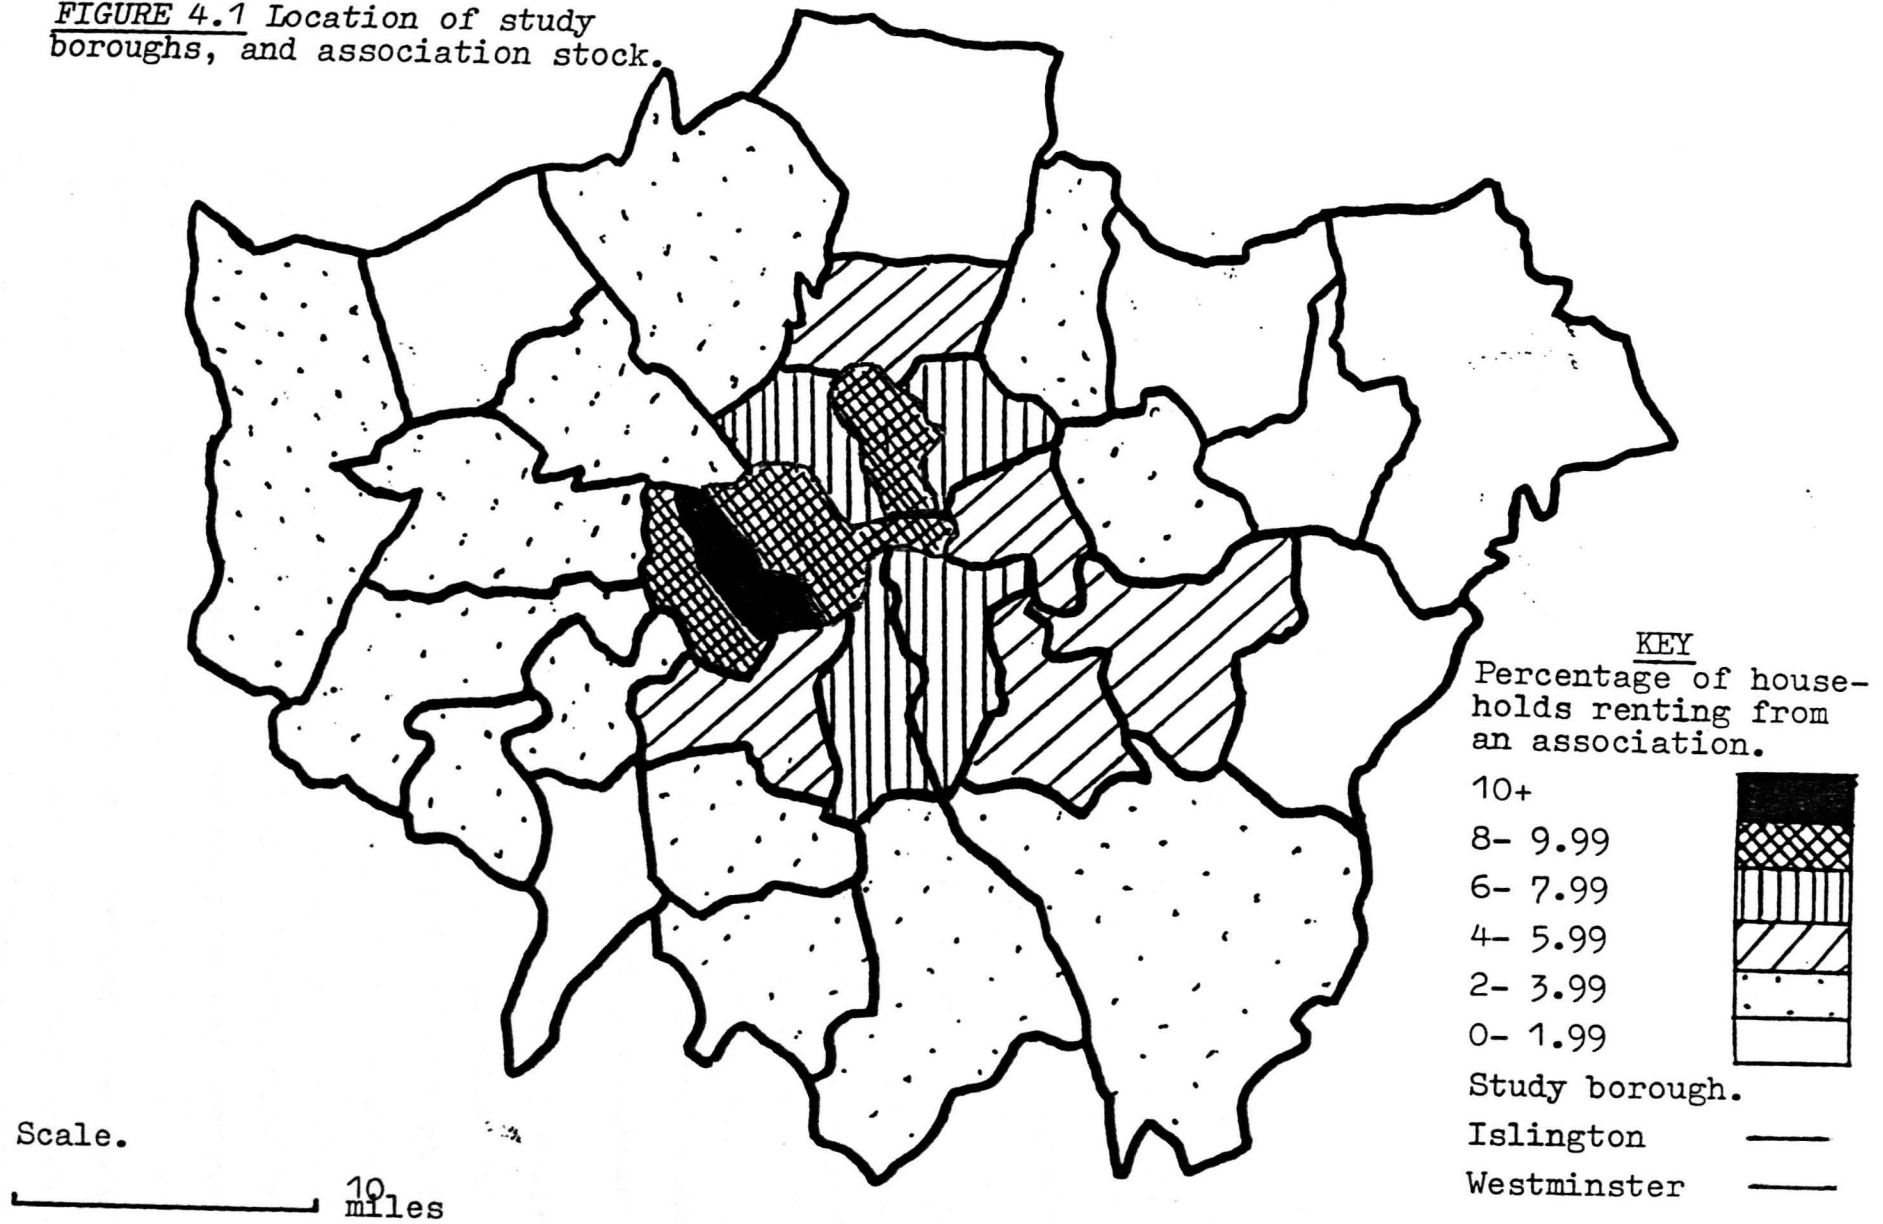 FIGURE 4.1 Location of study
boroughs, and association stock.
KEY
Percentage of house-
holds renting from
an association.
10+
8- 9.99
6- 7.99
4- 5.99
2- 3.99
0- 1.99
Study borough.
Islington
Westminster
Scale.
10
miles